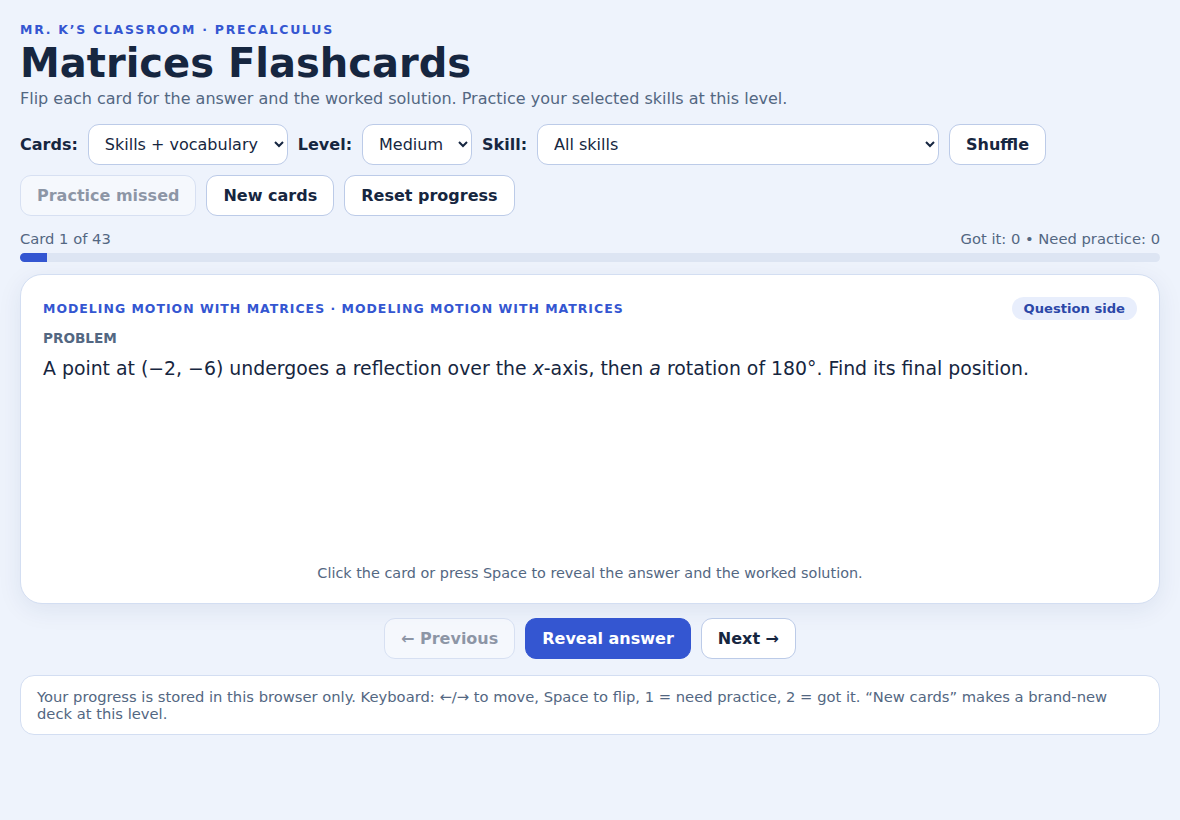 MR. K’S CLASSROOM · PRECALCULUS
Matrices Flashcards
Flip each card for the answer and the worked solution. Practice your selected skills at this level.
Cards: Skills + vocabulary Level: Medium Skill: All skills Shuffle
Practice missed New cards Reset progress
Card 1 of 43 Got it: 0 • Need practice: 0
MODELING MOTION WITH MATRICES · MODELING MOTION WITH MATRICES Question side
PROBLEM
A point at (−2, −6) undergoes a reflection over the x-axis, then a rotation of 180°. Find its final position.
Click the card or press Space to reveal the answer and the worked solution.
← Previous Reveal answer Next →
Your progress is stored in this browser only. Keyboard: ←/→ to move, Space to flip, 1 = need practice, 2 = got it. “New cards” makes a brand-new
deck at this level.